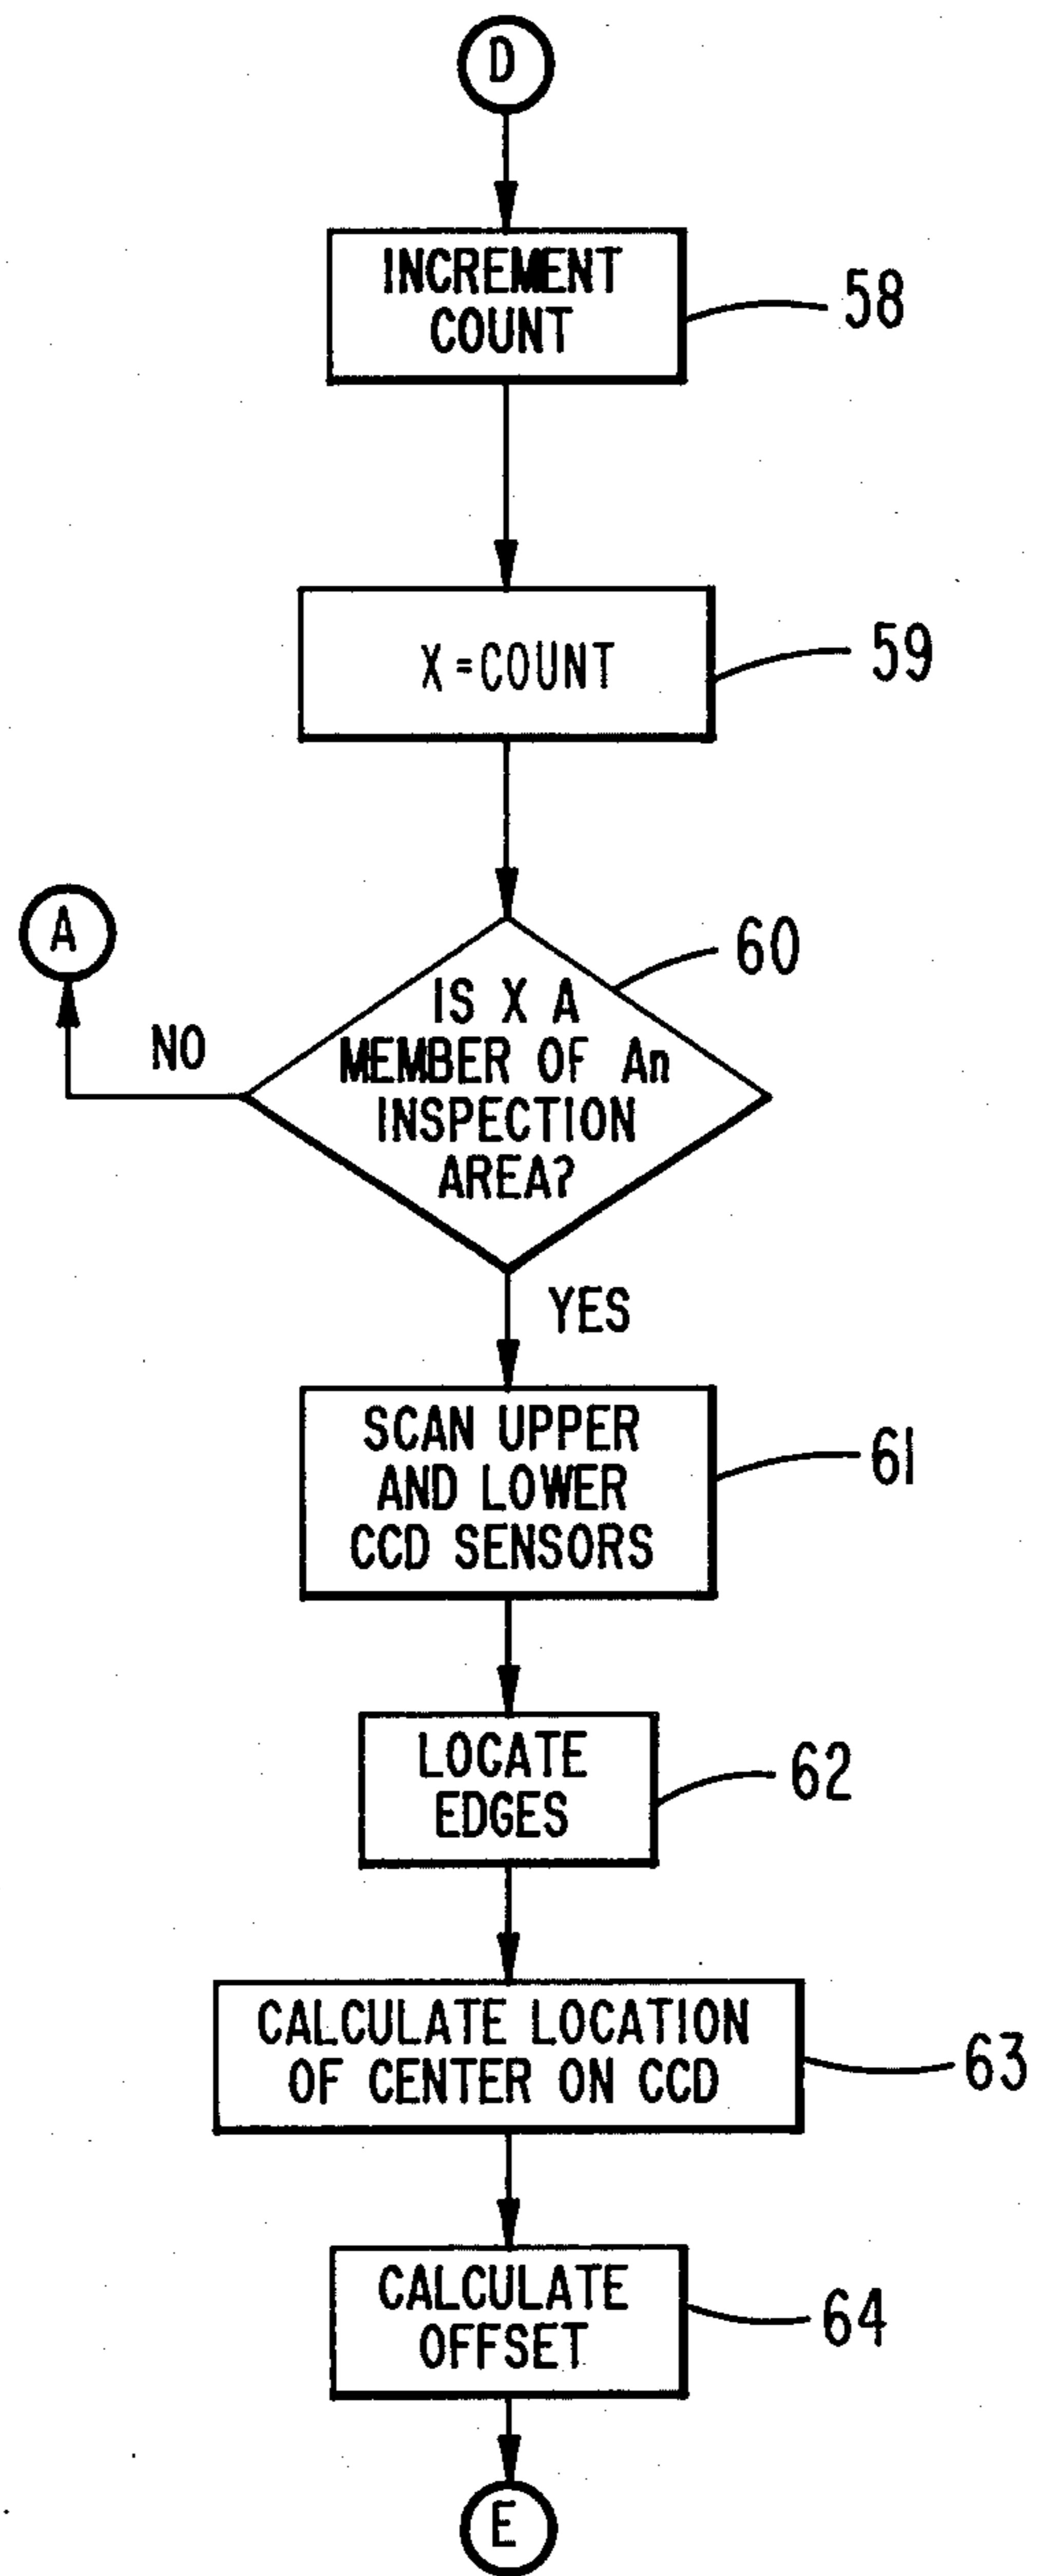 D
INCREMENT
COUNT
58
X = COUNT
59
A
60
NO
IS X A
MEMBER OF An
INSPECTION
AREA?
YES
SCAN UPPER
AND LOWER
CCD SENSORS
61
LOCATE
EDGES
62
CALCULATE LOCATION
OF CENTER ON CCD
63
CALCULATE
OFFSET
64
E